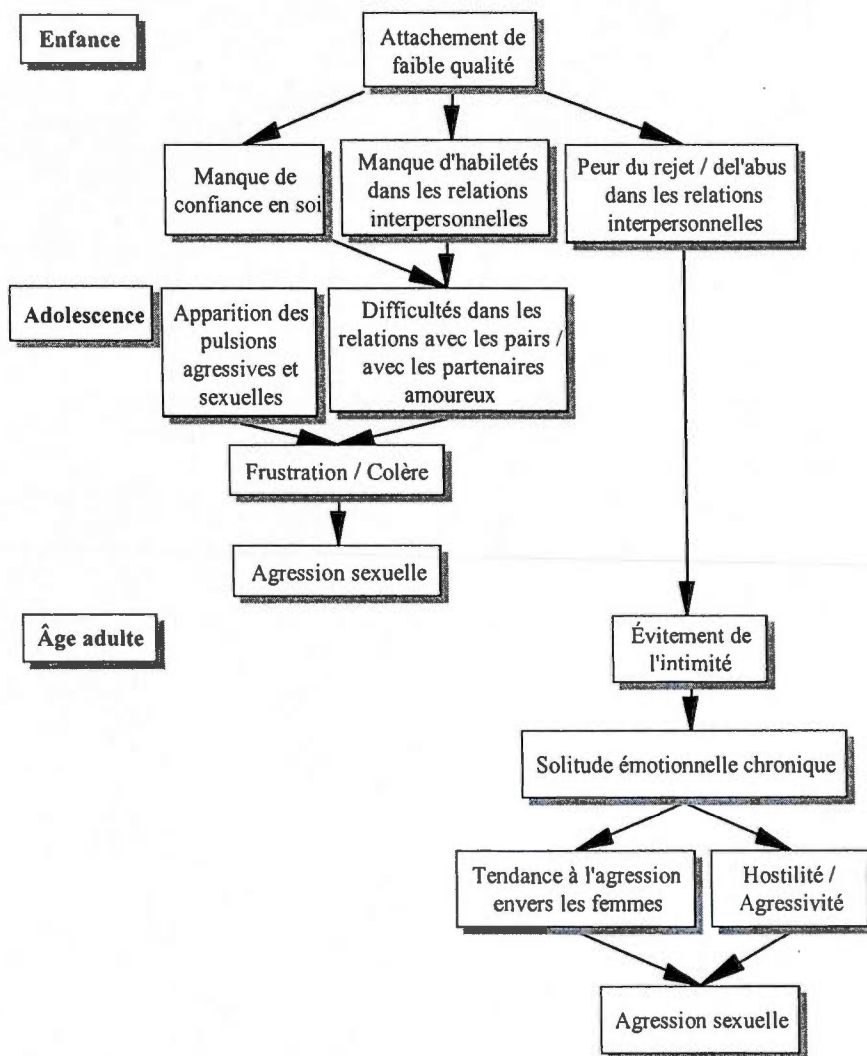 Enfance
Attachement de
faible qualité
Manque de
confiance en soi
Manque d'habiletés
dans les relations
interpersonnelles
Peur du rejet / del'abus
dans les relations
interpersonnelles
Adolescence
Apparition des
pulsions
agressives et
sexuelles
Difficultés dans les
relations avec les pairs /
avec les partenaires
amoureux
Frustration / Colère
Agression sexuelle
Âge adulte
Évitement de
l'intimité
Solitude émotionnelle chronique
Tendance à l'agression
envers les femmes
Hostilité /
Agressivité
Agression sexuelle